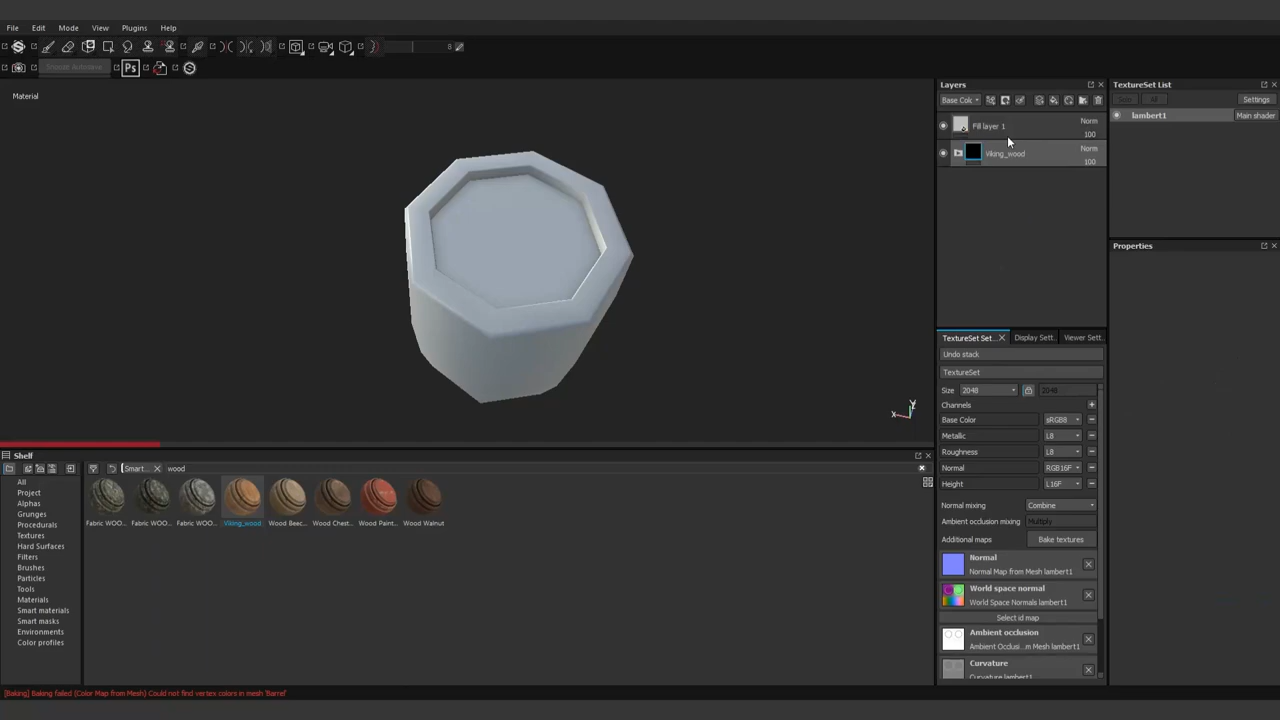 File Edit Mode View Plugins Help
8
Ps
Material
Layers
Base Colo
Fill layer 1
Norm
100
Viking_wood
Norm
100
TextureSet List
All
Settings
lambert1
Main shader
Properties
TextureSet Set...
Display Sett..
Viewer Sett..
Undo stack
TextureSet
Size
2048
2048
Channels
Base Color
sRGB8
Metallic
L8
Roughness
L8
Normal
RGB16F
Height
L16F
Normal mixing
Combine
Ambient occlusion mixing
Multiply
Additional maps
Bake textures
Normal
Normal Map from Mesh lambert1
World space normal
World Space Normals lambert1
Select id map
Ambient occlusion
Ambient Occlusi...m Mesh lambert1
Curvature
Curvature lambert1
X
Y
Shelf
Smart...
wood
All
Project
Alphas
Grunges
Procedurals
Textures
Hard Surfaces
Filters
Brushes
Particles
Tools
Materials
Smart materials
Smart masks
Environments
Color profiles
Fabric WOO...
Fabric WOO...
Fabric WOO...
Viking_wood
Wood Beec...
Wood Chest...
Wood Paint...
Wood Walnut
[Baking] Baking failed (Color Map from Mesh) Could not find vertex colors in mesh 'Barrel'